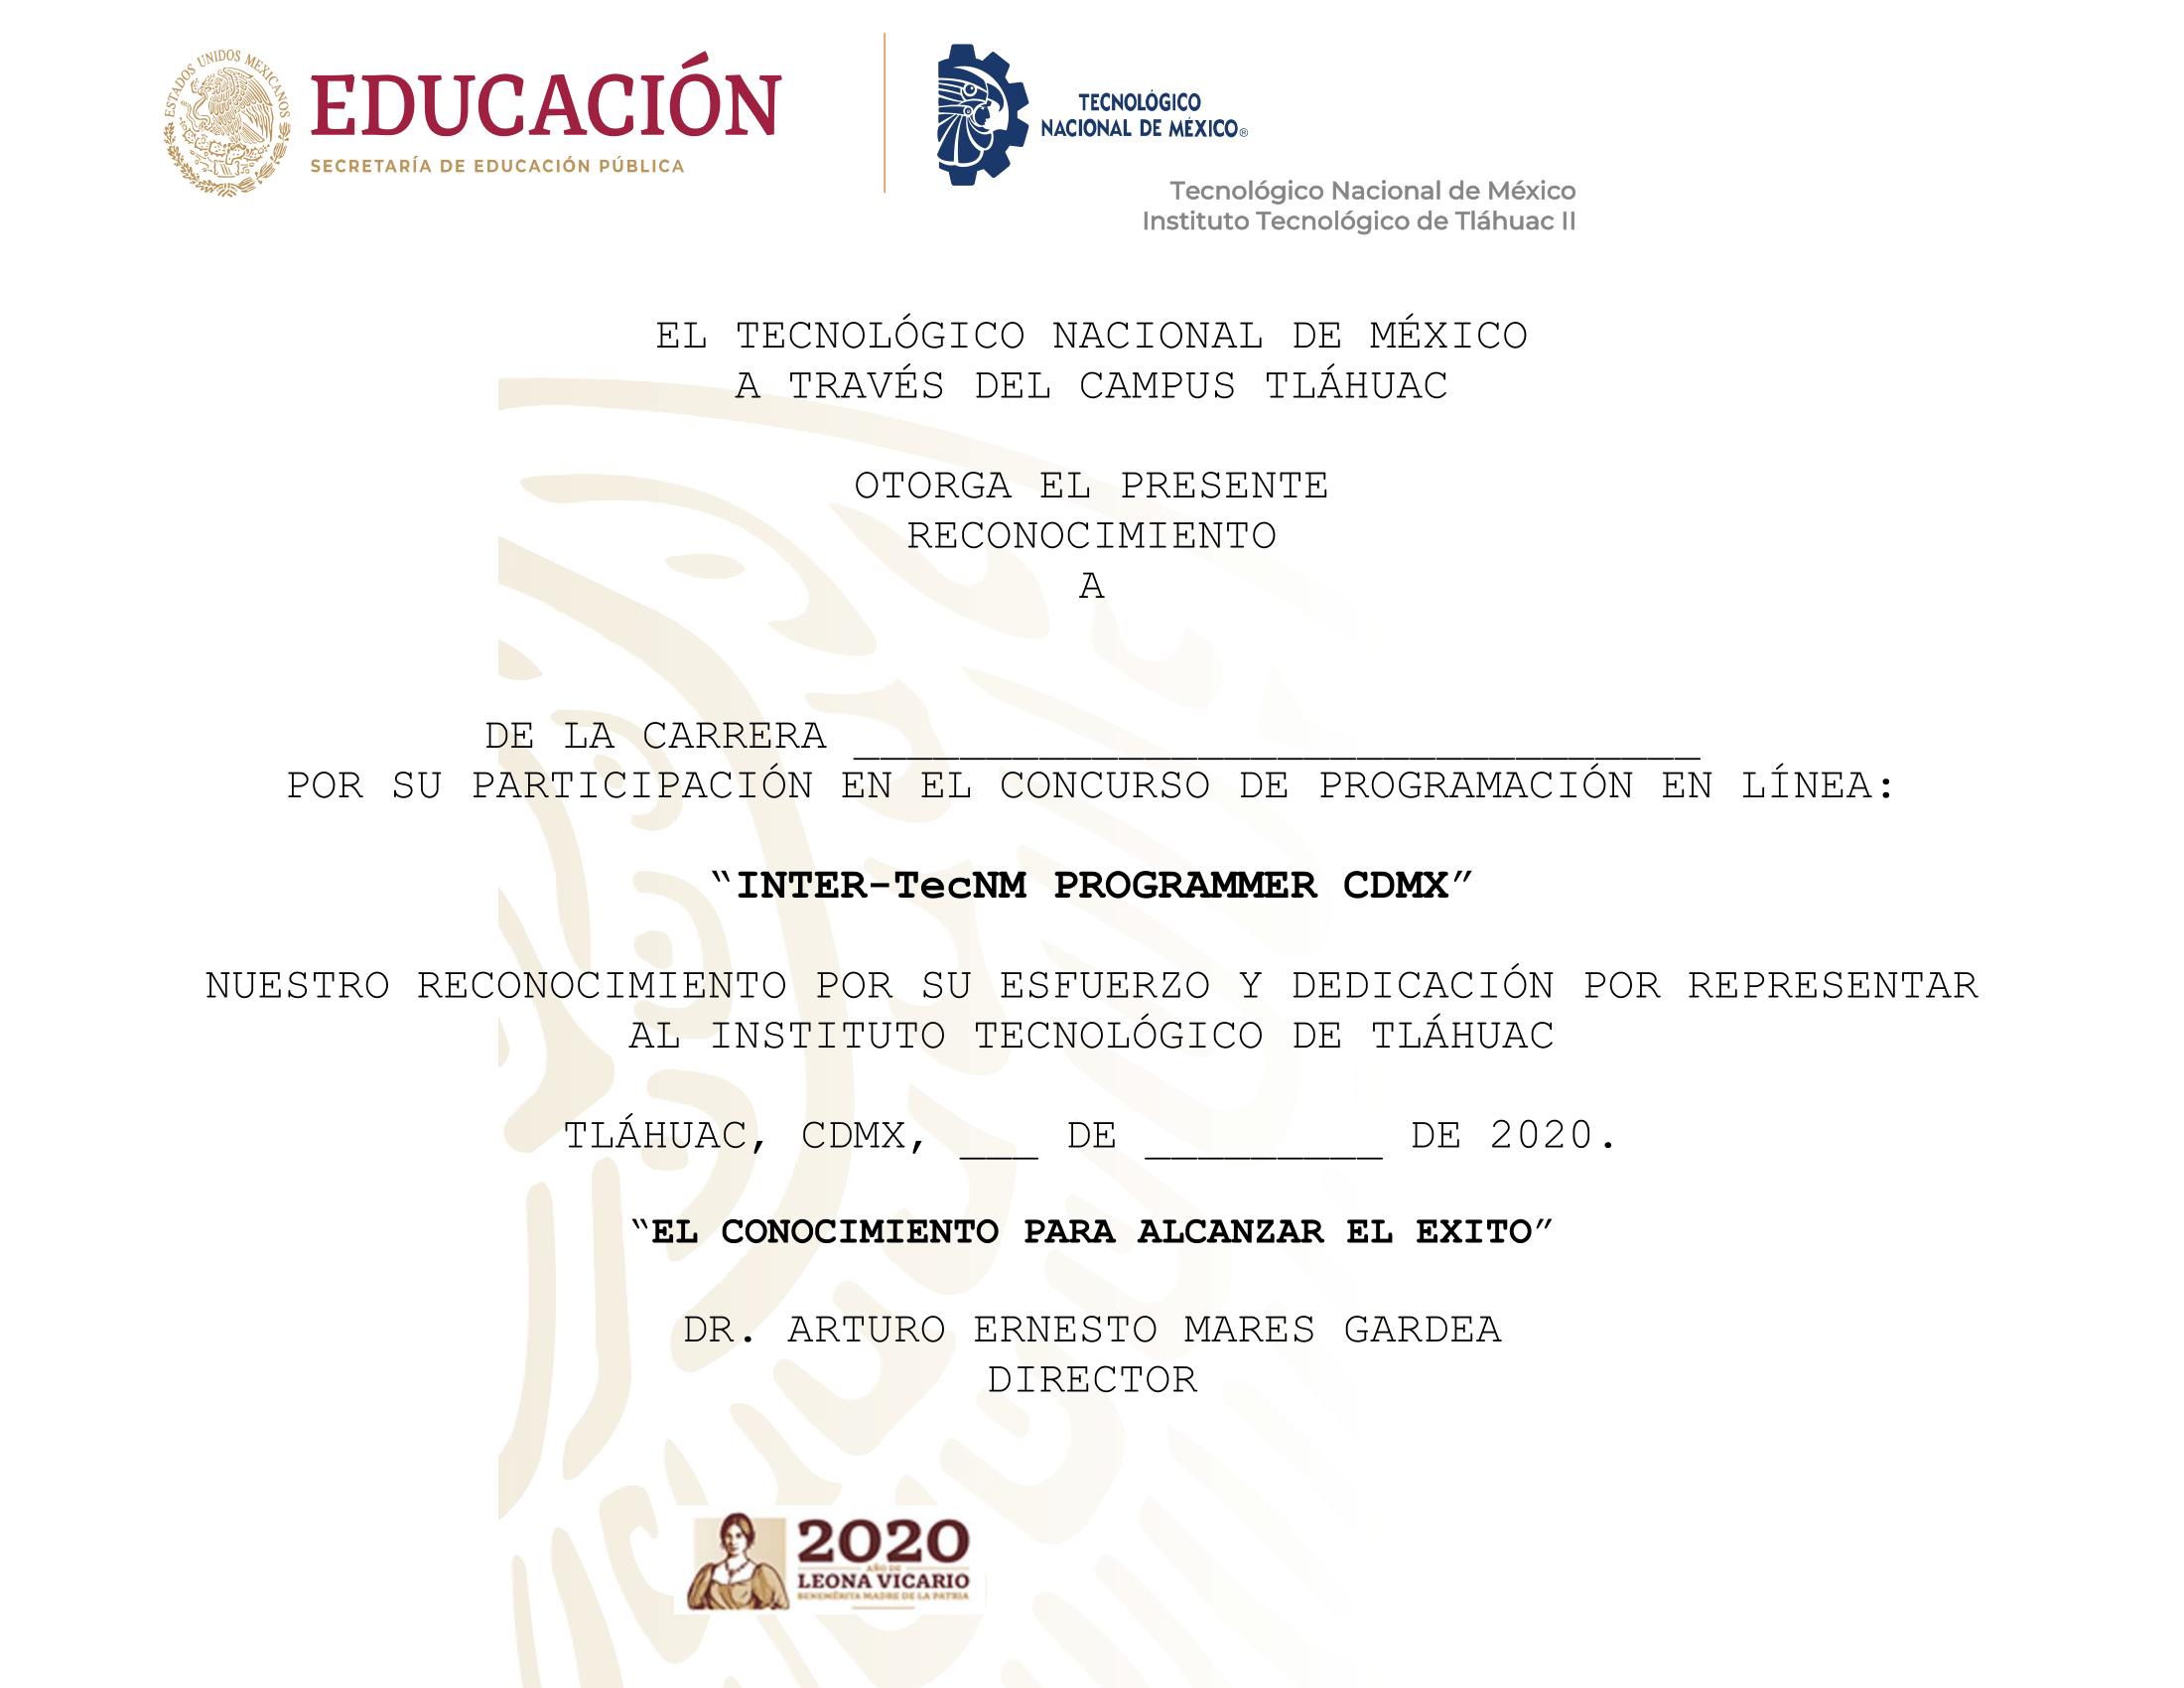 ESTADOS UNIDOS MEXICANOS
EDUCACIÓN
SECRETARÍA DE EDUCACIÓN PÚBLICA
TECNOLÓGICO
NACIONAL DE MÉXICO®
Tecnológico Nacional de México
Instituto Tecnológico de Tláhuac II
EL TECNOLÓGICO NACIONAL DE MÉXICO
A TRAVÉS DEL CAMPUS TLÁHUAC
OTORGA EL PRESENTE
RECONOCIMIENTO
A
DE LA CARRERA ________________________________
POR SU PARTICIPACIÓN EN EL CONCURSO DE PROGRAMACIÓN EN LÍNEA:
“INTER-TecNM PROGRAMMER CDMX”
NUESTRO RECONOCIMIENTO POR SU ESFUERZO Y DEDICACIÓN POR REPRESENTAR
AL INSTITUTO TECNOLÓGICO DE TLÁHUAC
TLÁHUAC, CDMX, ___ DE _________ DE 2020.
“EL CONOCIMIENTO PARA ALCANZAR EL EXITO”
DR. ARTURO ERNESTO MARES GARDEA
DIRECTOR
2020
AÑO DE
LEONA VICARIO
BENEMÉRITA MADRE DE LA PATRIA